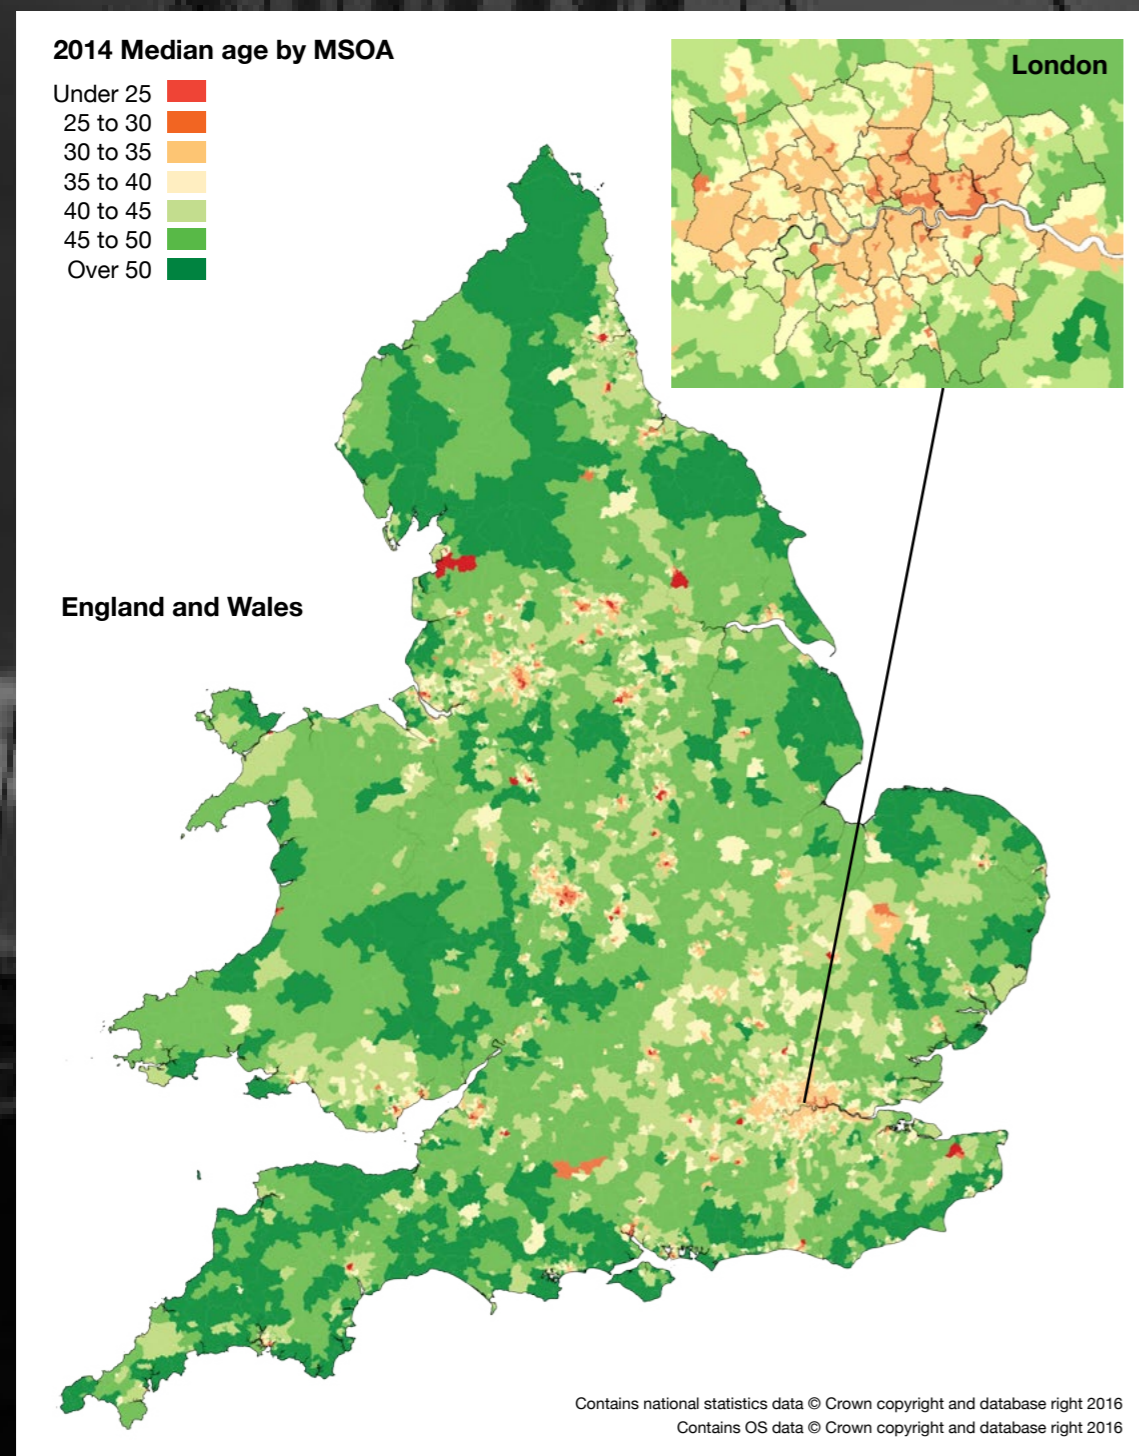 2014 Median age by MSOA
Under 25
25 to 30
30 to 35
35 to 40
40 to 45
45 to 50
Over 50
London
England and Wales
Contains national statistics data © Crown copyright and database right 2016
Contains OS data © Crown copyright and database right 2016